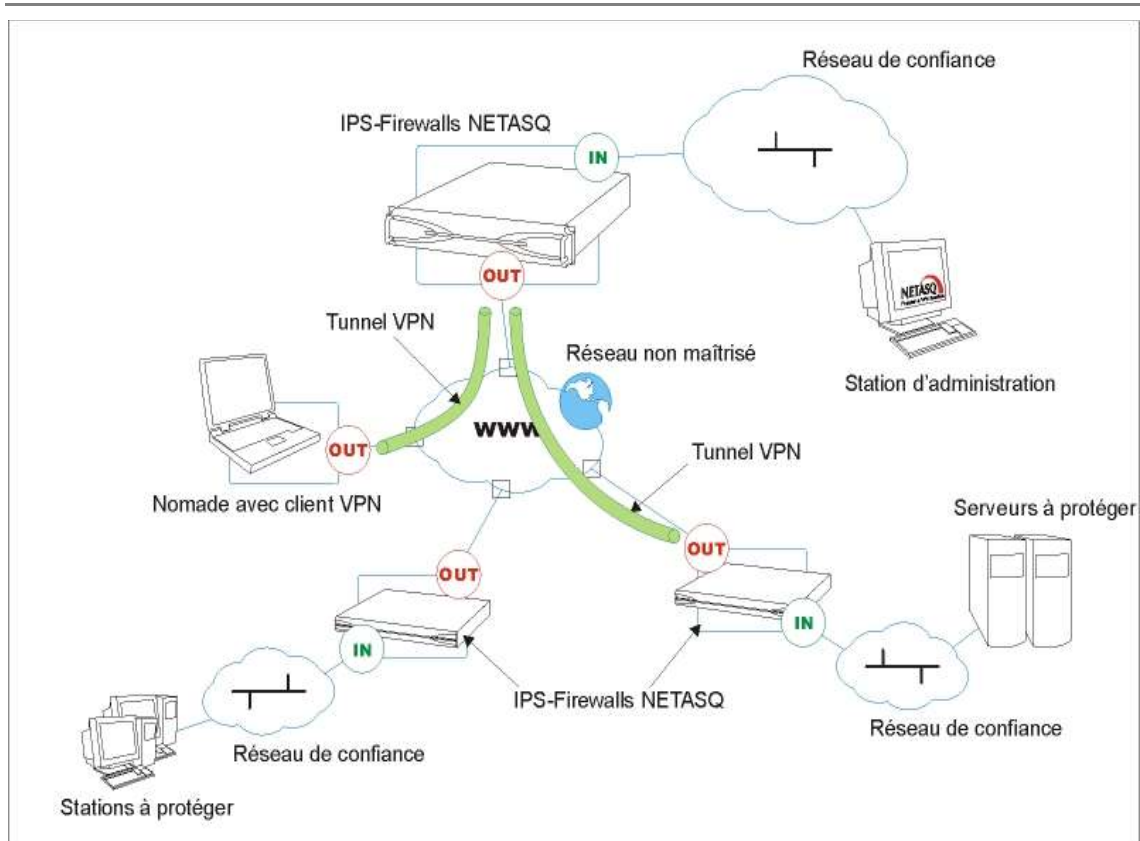 Réseau de confiance
IPS-Firewalls NETASQ
IN
OUT
NETASQ
Tunnel VPN
Réseau non maîtrisé
Station d'administration
www
OUT
Tunnel VPN
Nomade avec client VPN
Serveurs à protéger
OUT
OUT
IN
IN
IPS-Firewalls NETASQ
Réseau de confiance
Réseau de confiance
Stations à protéger